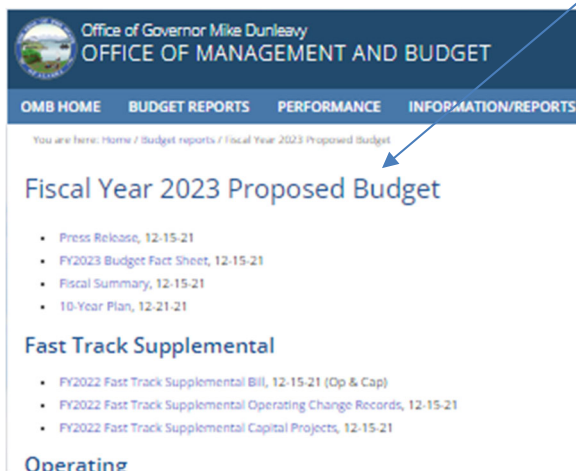 Office of Governor Mike Dunleavy
OFFICE OF MANAGEMENT AND BUDGET
OMB HOME BUDGET REPORTS PERFORMANCE INFORMATION/REPORTS
You are here: Home / Budget reports / Fiscal Year 2023 Proposed Budget
Fiscal Year 2023 Proposed Budget
• Press Release, 12-15-21
• FY2023 Budget Fact Sheet, 12-15-21
• Fiscal Summary, 12-15-21
• 10-Year Plan, 12-21-21
Fast Track Supplemental
• FY2022 Fast Track Supplemental Bill, 12-15-21 (Op & Cap)
• FY2022 Fast Track Supplemental Operating Change Records, 12-15-21
• FY2022 Fast Track Supplemental Capital Projects, 12-15-21
Operating